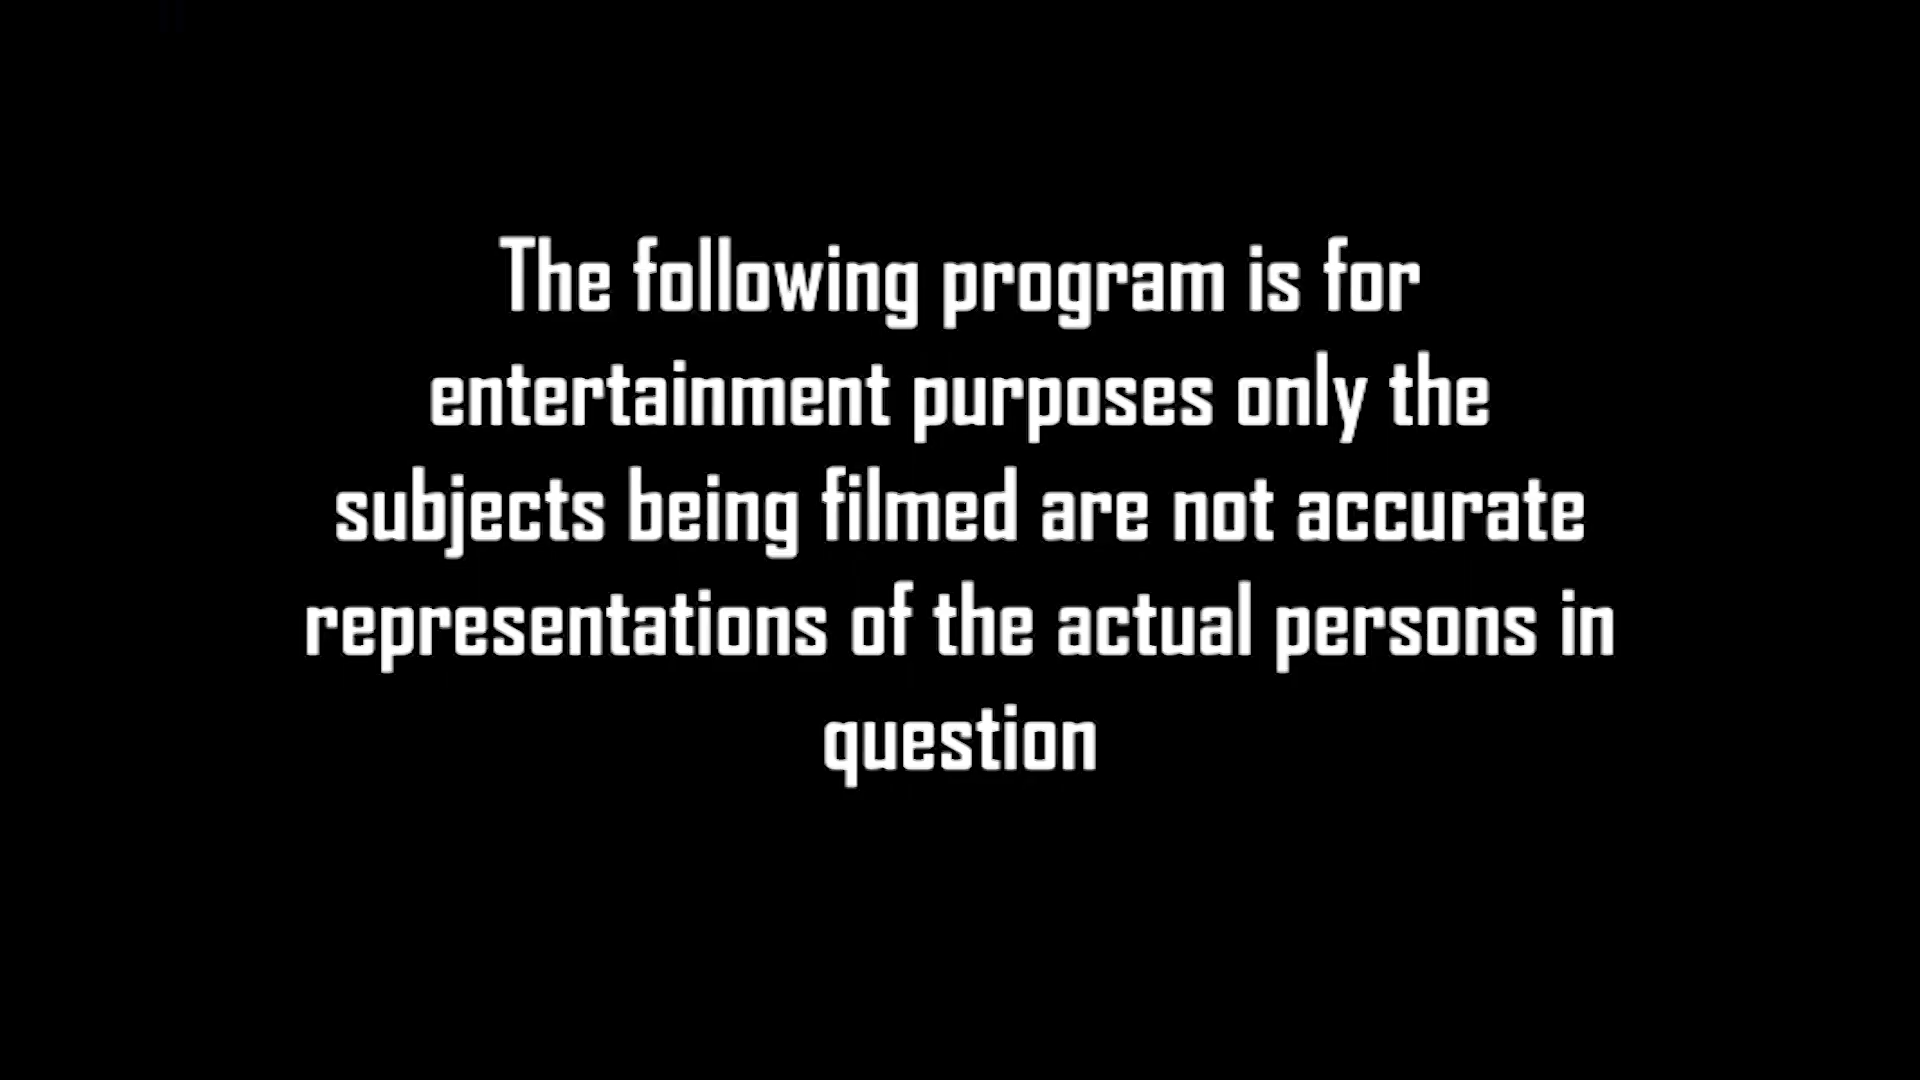 The following program is for
entertainment purposes only the
subjects being filmed are not accurate
representations of the actual persons in
question